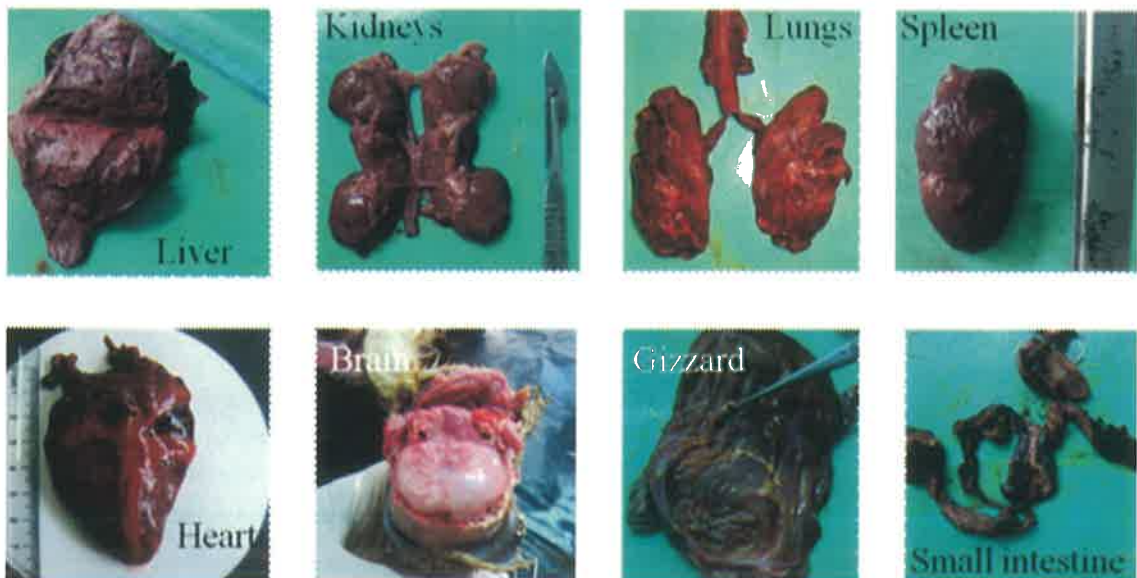 Kidneys
Lungs
Spleen
Liver
Brain
Gizzard
Heart
Small intestine